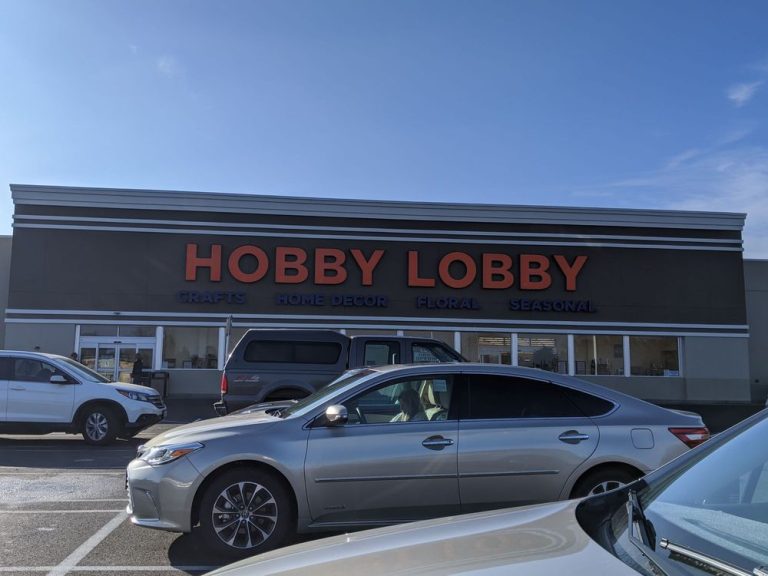 HOBBY LOBBY
CRAFTS HOME DECOR FLORAL SEASONAL